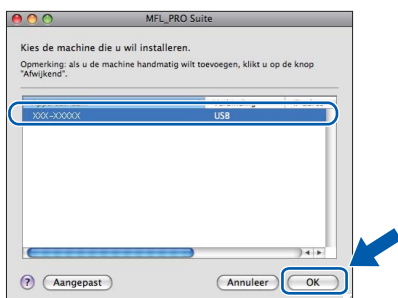 MFL_PRO Suite
Kies de machine die u wil installeren.
Opmerking: als u de machine handmatig wilt toevoegen, klikt u op de knop
"Afwijkend".
XXX-XXXXX USB
? Aangepast Annuleer OK